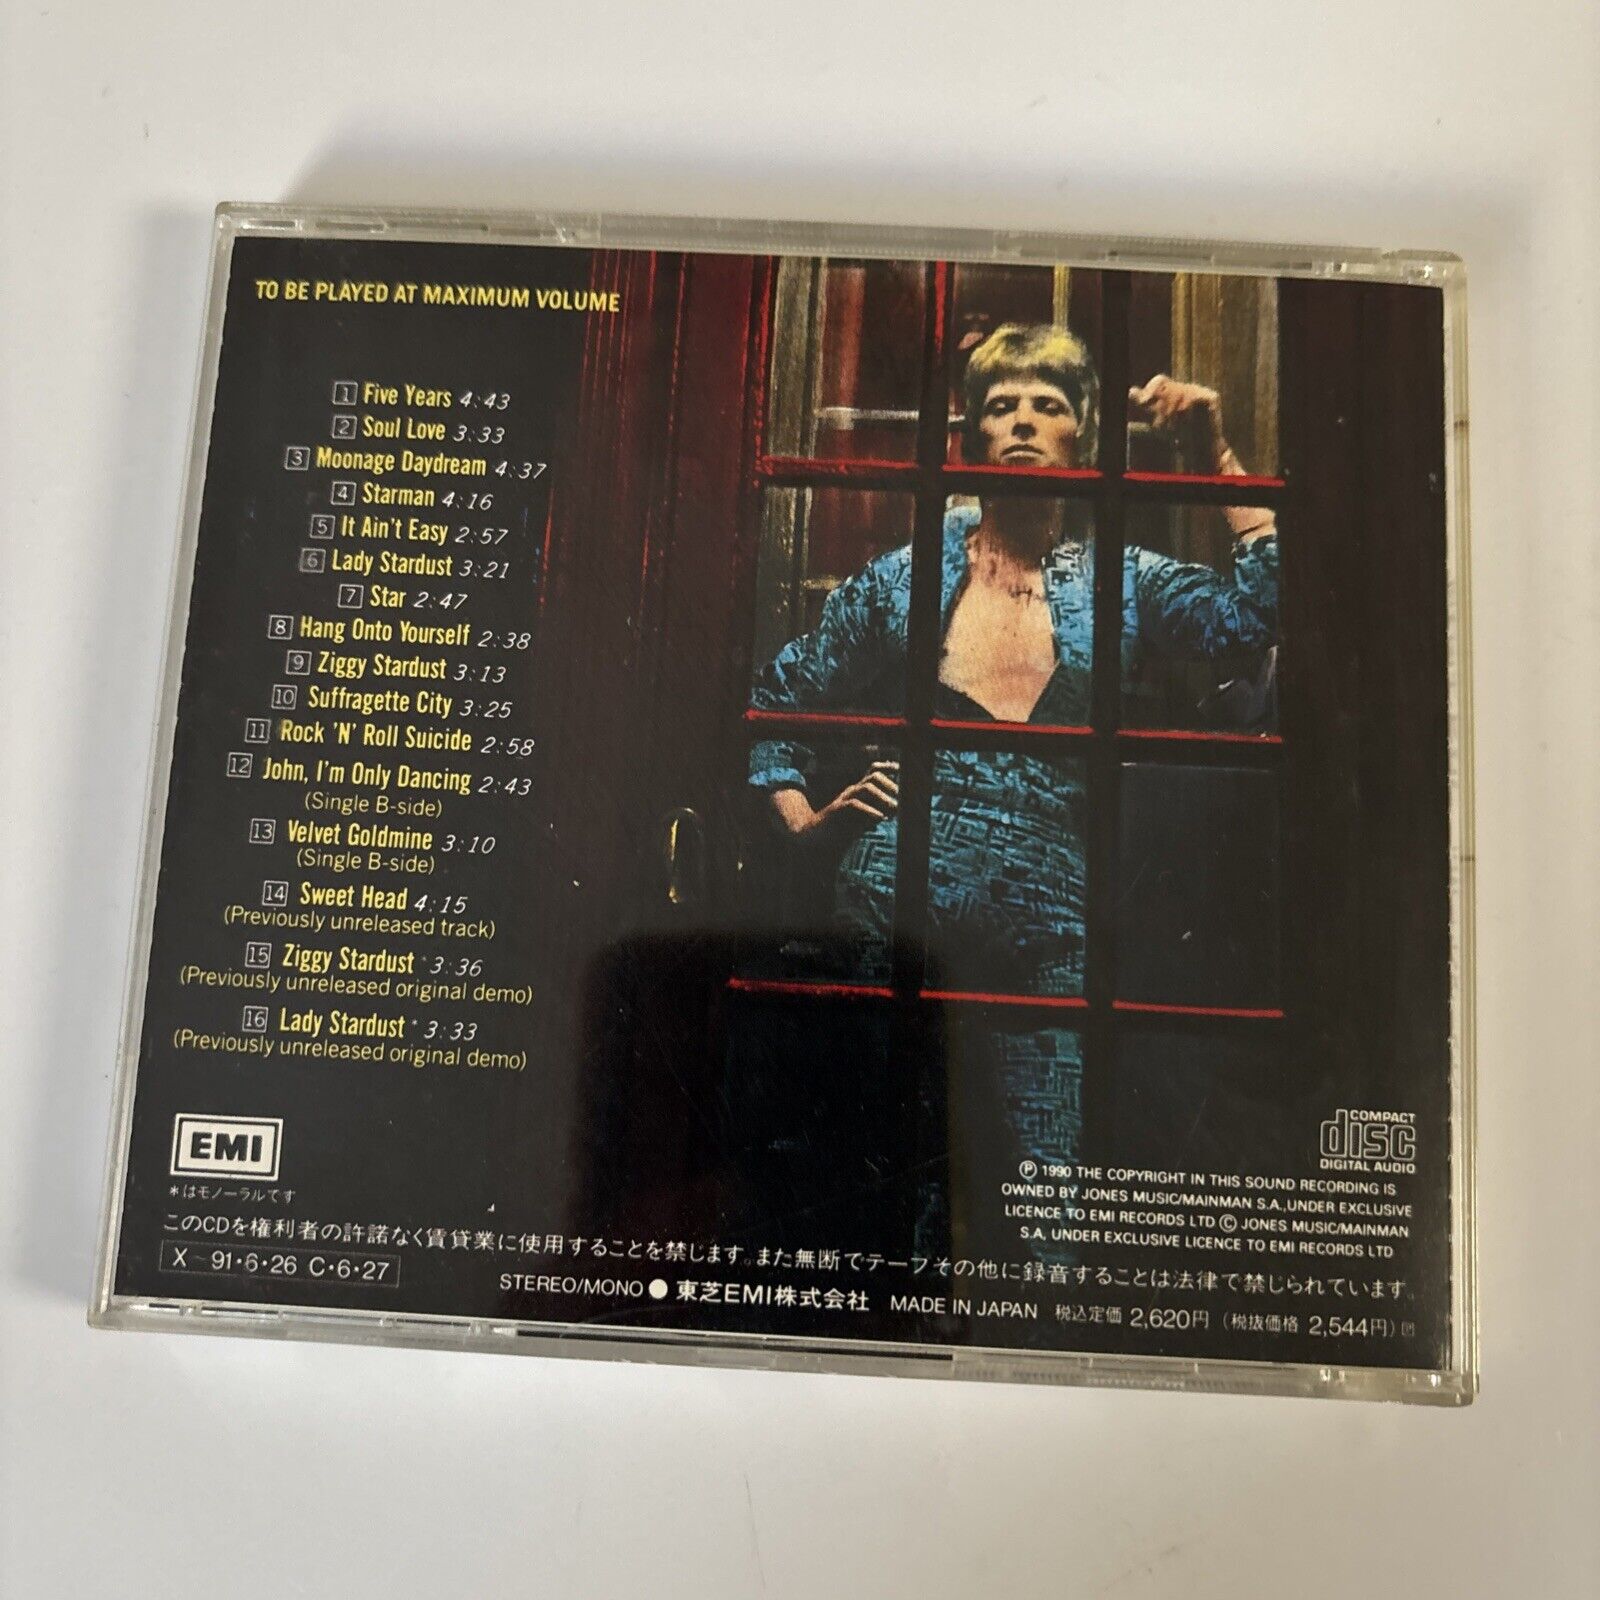 TO BE PLAYED AT MAXIMUM VOLUME
1 Five Years 4:43
2 Soul Love 3:33
3 Moonage Daydream 4:37
4 Starman 4:16
5 It Ain't Easy 2:57
6 Lady Stardust 3:21
7 Star 2:47
8 Hang Onto Yourself 2:38
9 Ziggy Stardust 3:13
10 Suffragette City 3:25
11 Rock 'N' Roll Suicide 2:58
12 John, I'm Only Dancing 2:43
(Single B-side)
13 Velvet Goldmine 3:10
(Single B-side)
14 Sweet Head 4:15
(Previously unreleased track)
15 Ziggy Stardust *3:36
(Previously unreleased original demo)
16 Lady Stardust *3:33
(Previously unreleased original demo)
EMI
*はモノーラルです
COMPACT
disc
DIGITAL AUDIO
Ⓟ 1990 THE COPYRIGHT IN THIS SOUND RECORDING IS
OWNED BY JONES MUSIC/MAINMAN S.A., UNDER EXCLUSIVE
LICENCE TO EMI RECORDS LTD © JONES MUSIC/MAINMAN
S.A, UNDER EXCLUSIVE LICENCE TO EMI RECORDS LTD
このCDを権利者の許諾なく賃貸業に使用することを禁じます。また無断でテープその他に録音することは法律で禁じられています。
X-91・6・26 C・6・27
STEREO/MONO ● 東芝EMI株式会社 MADE IN JAPAN 税込定価 2,620円 (税抜価格 2,544円)